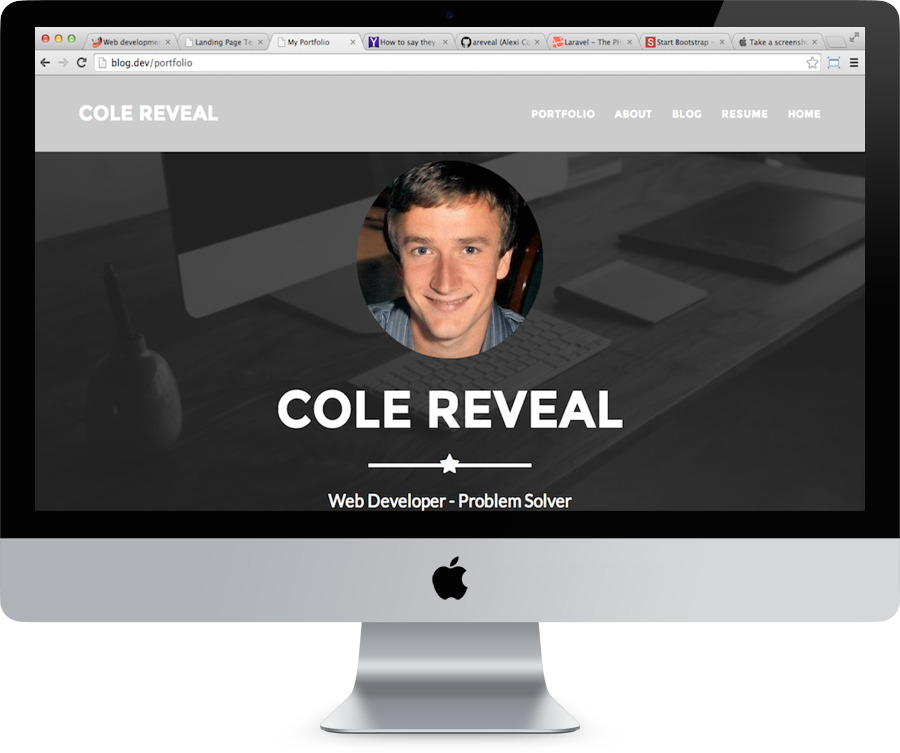 Web developme
Landing Page Te
My Portfolio
How to say they
areveal (Alexi Co
Laravel - The PH
Start Bootstrap -
Take a screensh
blog.dev/portfolio
COLE REVEAL
PORTFOLIO ABOUT BLOG RESUME HOME
COLE REVEAL
Web Developer - Problem Solver